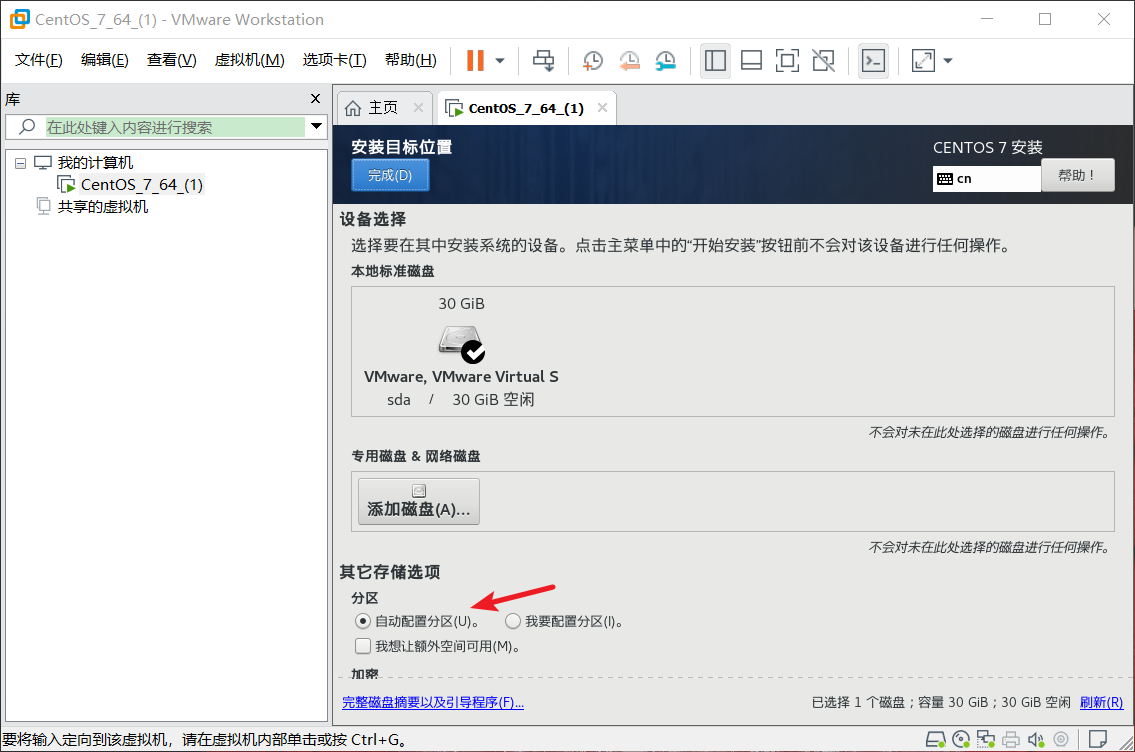 CentOS_7_64_(1) - VMware Workstation
文件(F) 编辑(E) 查看(V) 虚拟机(M) 选项卡(T) 帮助(H)
库
在此处键入内容进行搜索
我的计算机
CentOS_7_64_(1)
共享的虚拟机
主页 CentOS_7_64_(1)
安装目标位置
完成(D)
CENTOS 7 安装
cn
帮助！
设备选择
选择要在其中安装系统的设备。点击主菜单中的“开始安装”按钮前不会对该设备进行任何操作。
本地标准磁盘
30 GiB
VMware, VMware Virtual S
sda / 30 GiB 空闲
不会对未在此处选择的磁盘进行任何操作。
专用磁盘 & 网络磁盘
添加磁盘(A)...
不会对未在此处选择的磁盘进行任何操作。
其它存储选项
分区
自动配置分区(U)。 我要配置分区(I)。
我想让额外空间可用(M)。
加密
完整磁盘摘要以及引导程序(F)... 已选择 1 个磁盘；容量 30 GiB；30 GiB 空闲 刷新(R)
要将输入定向到该虚拟机，请在虚拟机内部单击或按 Ctrl+G。